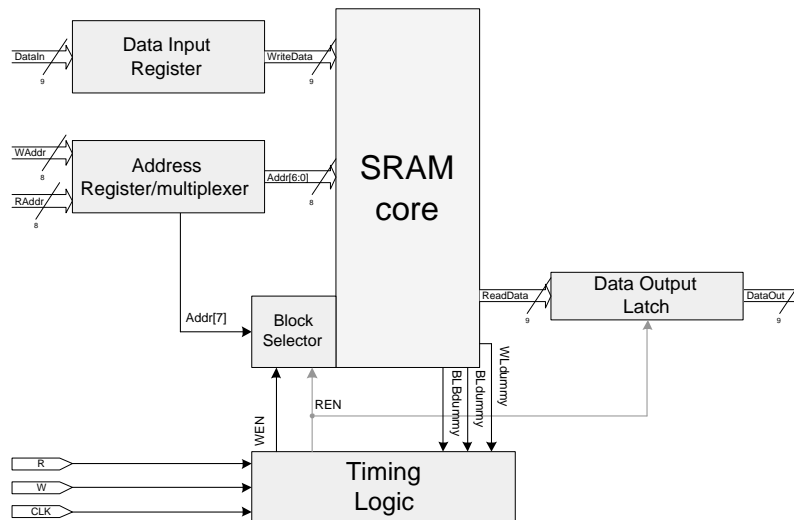 Data Input
Register
DataIn
9
WriteData
9
SRAM
core
WAddr
8
RAddr
8
Address
Register/multiplexer
Addr[6:0]
8
Addr[7]
Block
Selector
ReadData
9
Data Output
Latch
DataOut
9
WEN
REN
BLBdummy
BLdummy
WLdummy
R
W
CLK
Timing
Logic